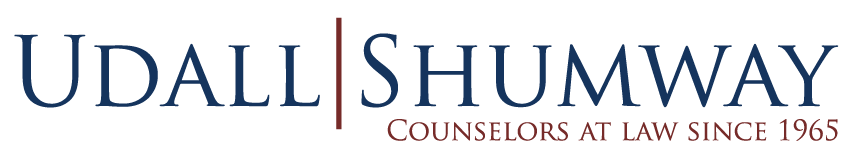 UDALL | SHUMWAY
COUNSELORS AT LAW SINCE 1965